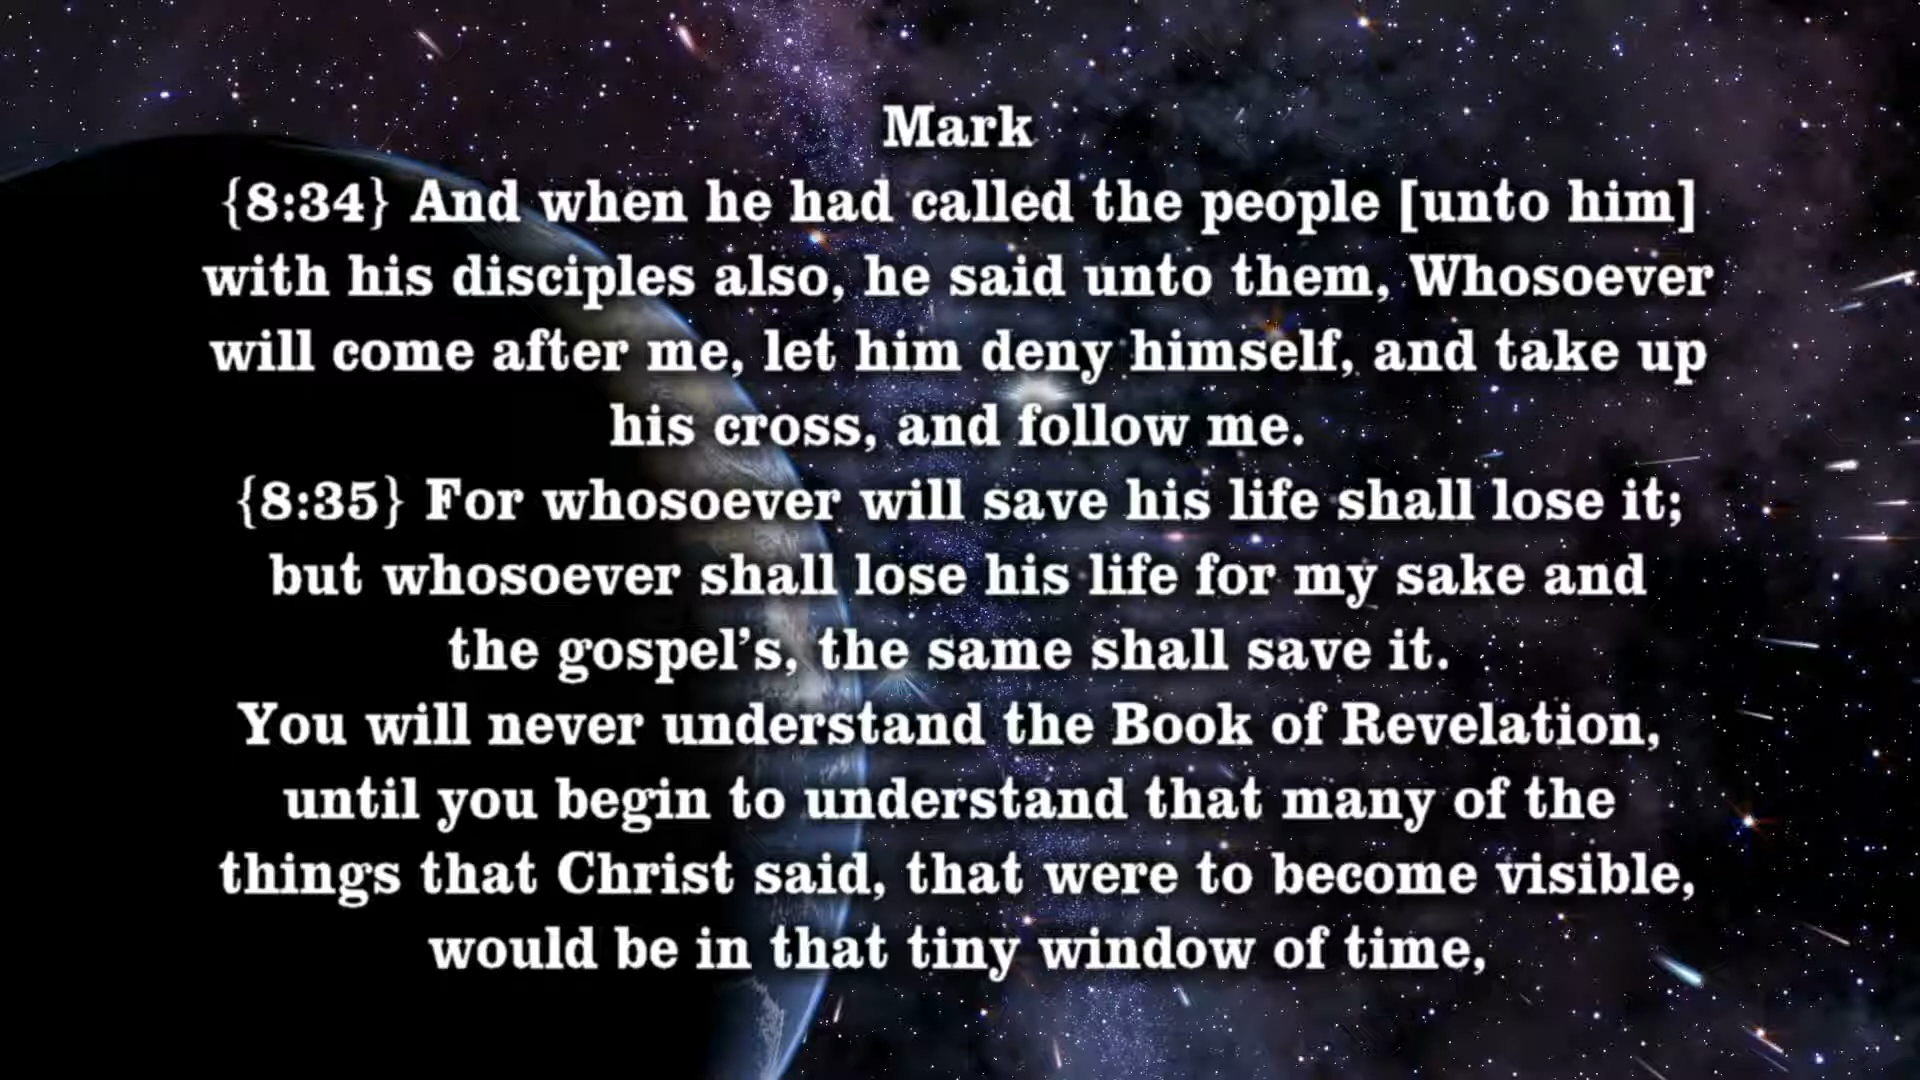 Mark
{8:34} And when he had called the people [unto him]
with his disciples also, he said unto them, Whosoever
will come after me, let him deny himself, and take up
his cross, and follow me.
{8:35} For whosoever will save his life shall lose it;
but whosoever shall lose his life for my sake and
the gospel’s, the same shall save it.
You will never understand the Book of Revelation,
until you begin to understand that many of the
things that Christ said, that were to become visible,
would be in that tiny window of time,